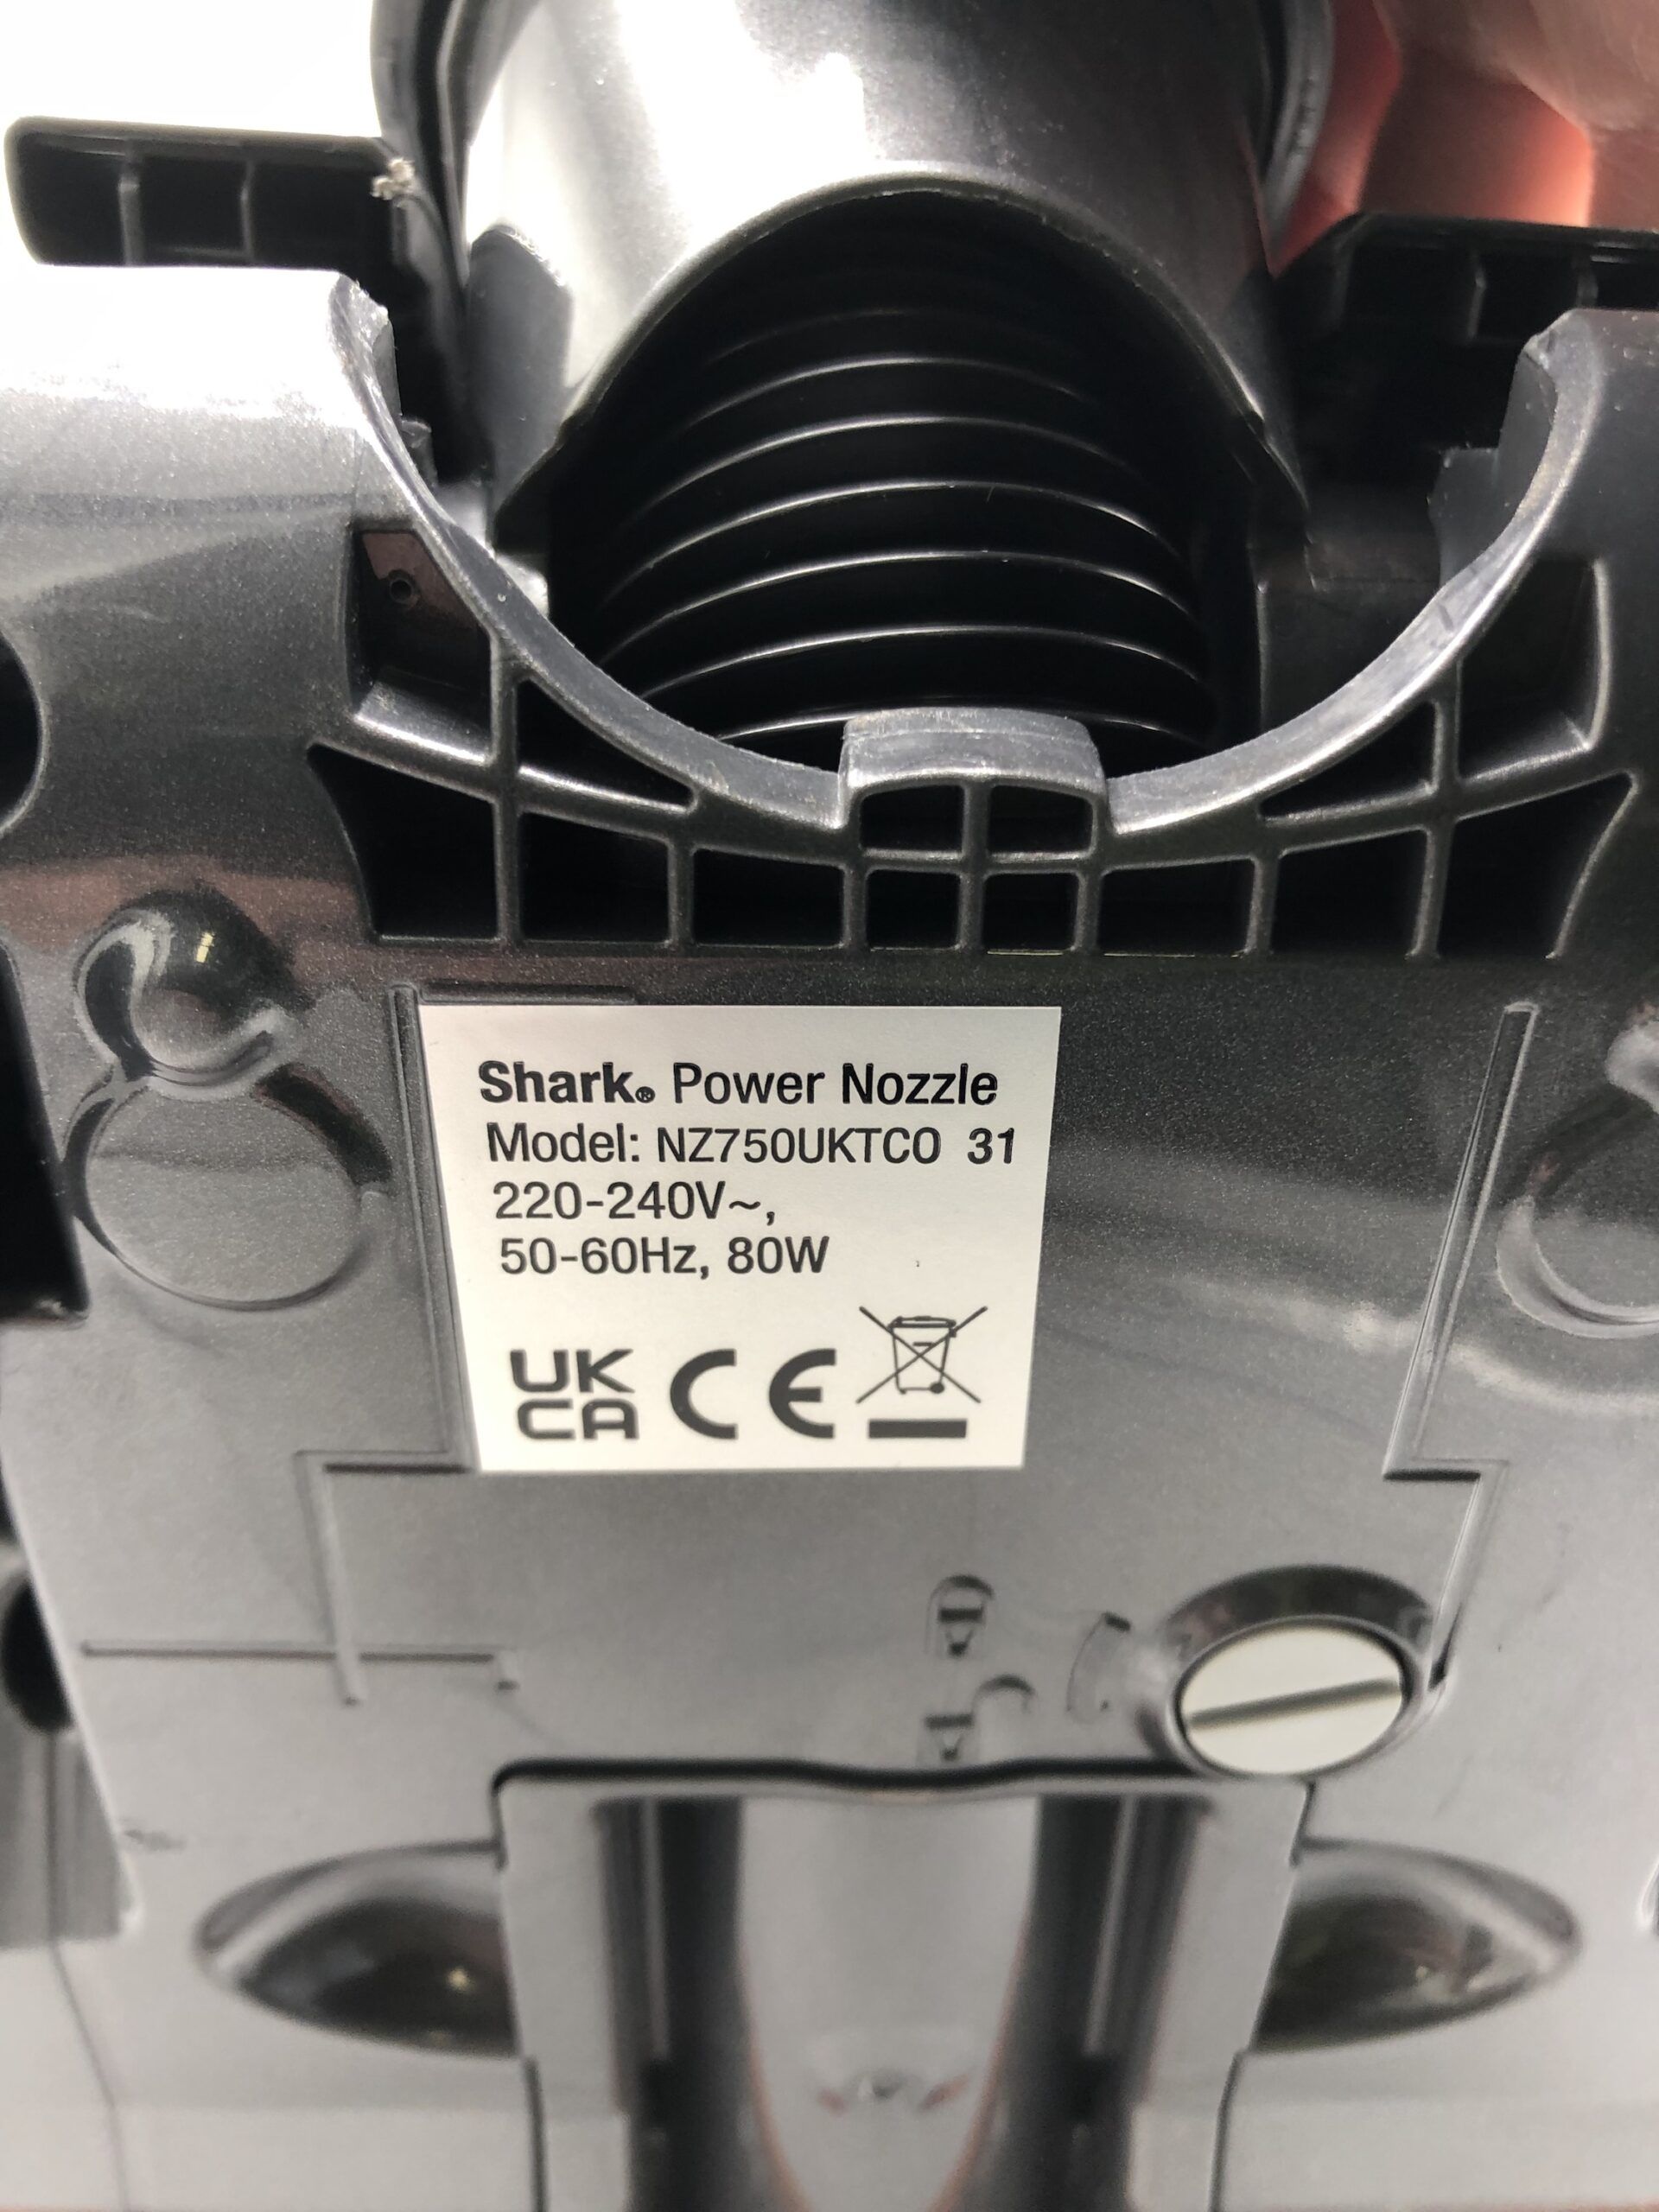 Shark® Power Nozzle
Model: NZ750UKTCO 31
220-240V~,
50-60Hz, 80W
UK
CA CE